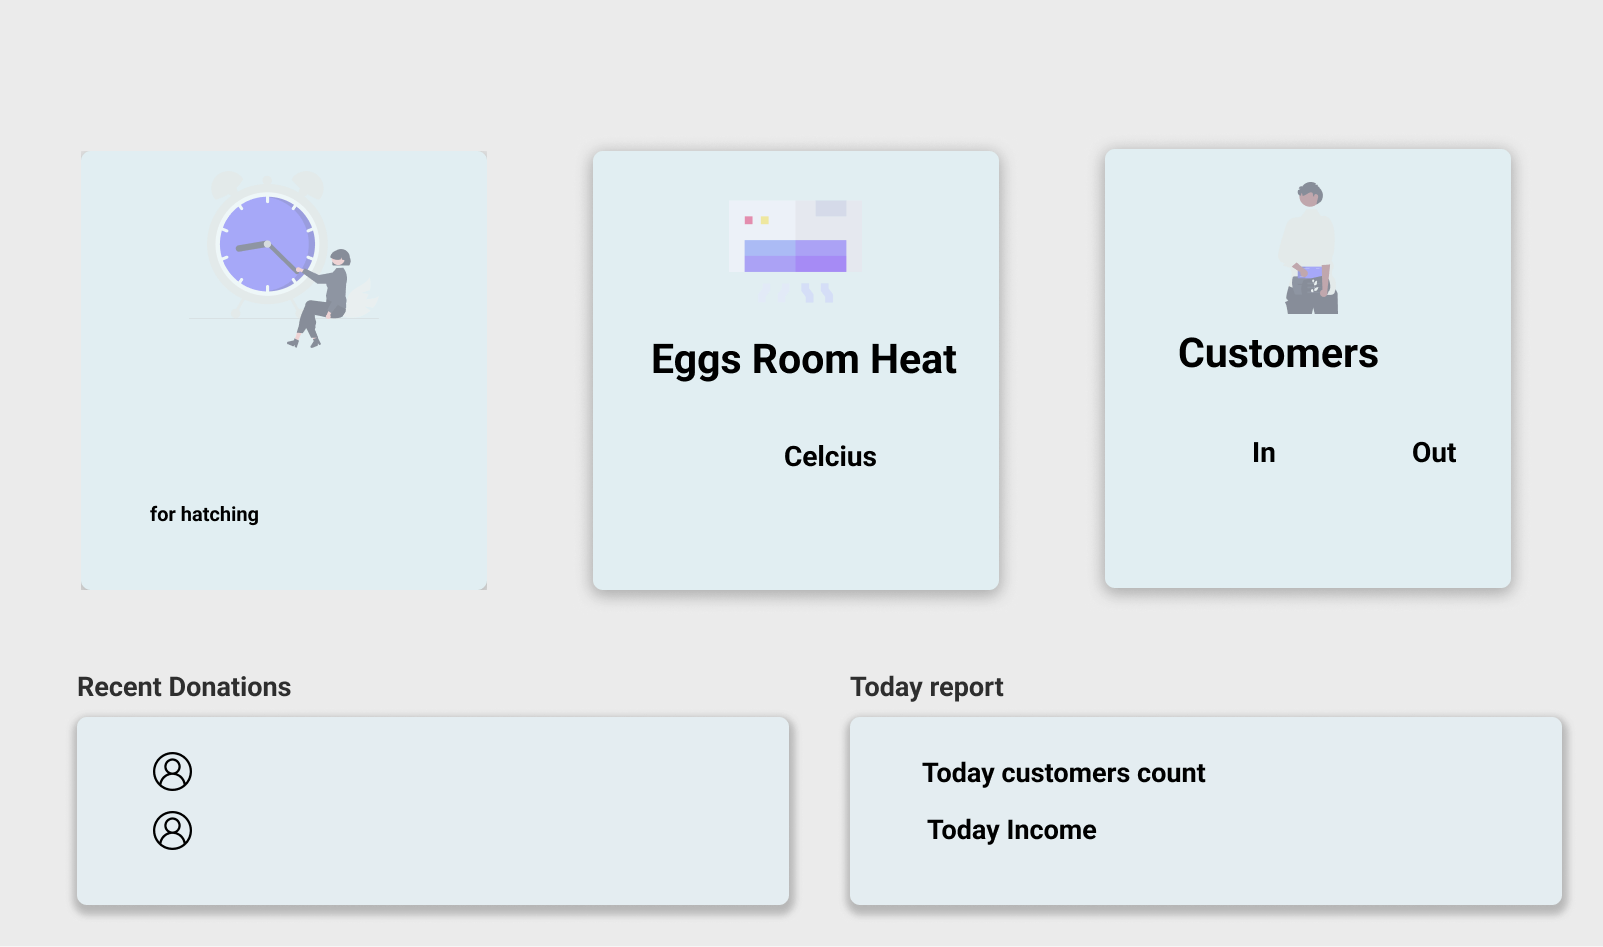 Eggs Room Heat
Customers
Celcius
In
Out
for hatching
Recent Donations
Today report
Today customers count
Today Income